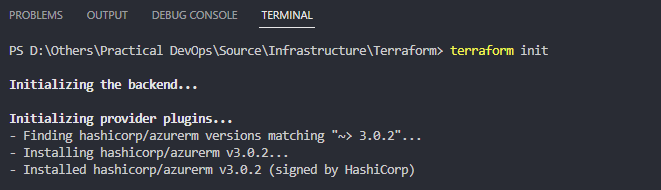 PROBLEMS OUTPUT DEBUG CONSOLE TERMINAL
PS D:\Others\Practical DevOps\Source\Infrastructure\Terraform> terraform init
Initializing the backend...
Initializing provider plugins...
- Finding hashicorp/azurerm versions matching "~> 3.0.2"...
- Installing hashicorp/azurerm v3.0.2...
- Installed hashicorp/azurerm v3.0.2 (signed by HashiCorp)